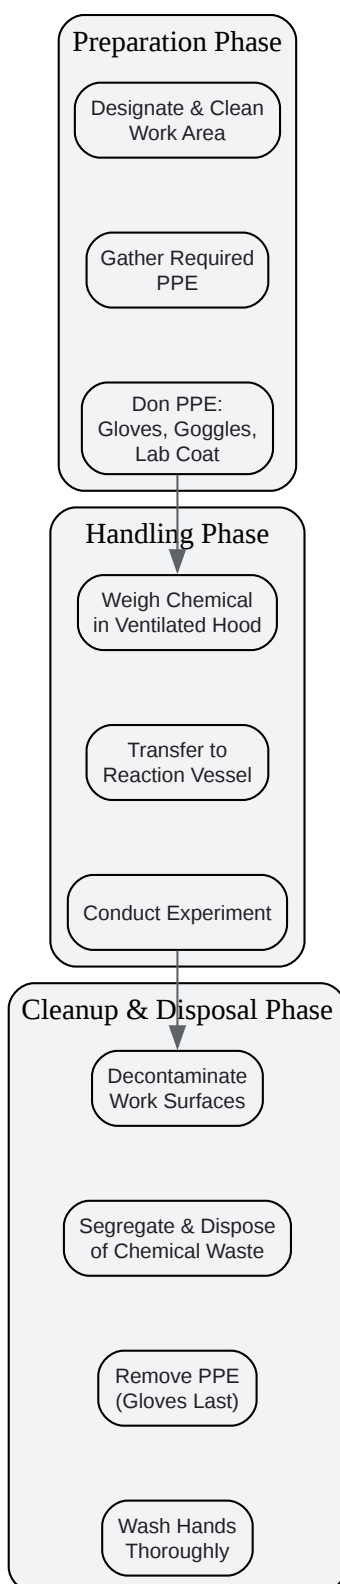 Preparation Phase
Designate & Clean
Work Area
Gather Required
PPE
Don PPE:
Gloves, Goggles,
Lab Coat
Handling Phase
Weigh Chemical
in Ventilated Hood
Transfer to
Reaction Vessel
Conduct Experiment
Cleanup & Disposal Phase
Decontaminate
Work Surfaces
Segregate & Dispose
of Chemical Waste
Remove PPE
(Gloves Last)
Wash Hands
Thoroughly